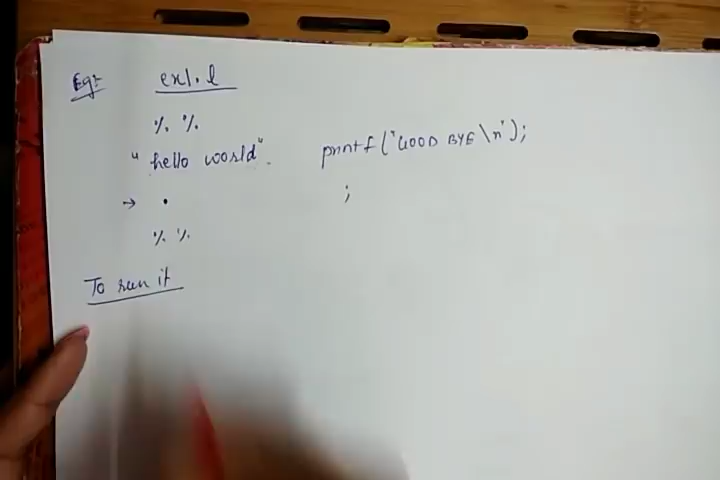 Eg:- ex1.l
%%
"hello world". printf("GOOD BYE\n");
→ . ;
%%
To run it